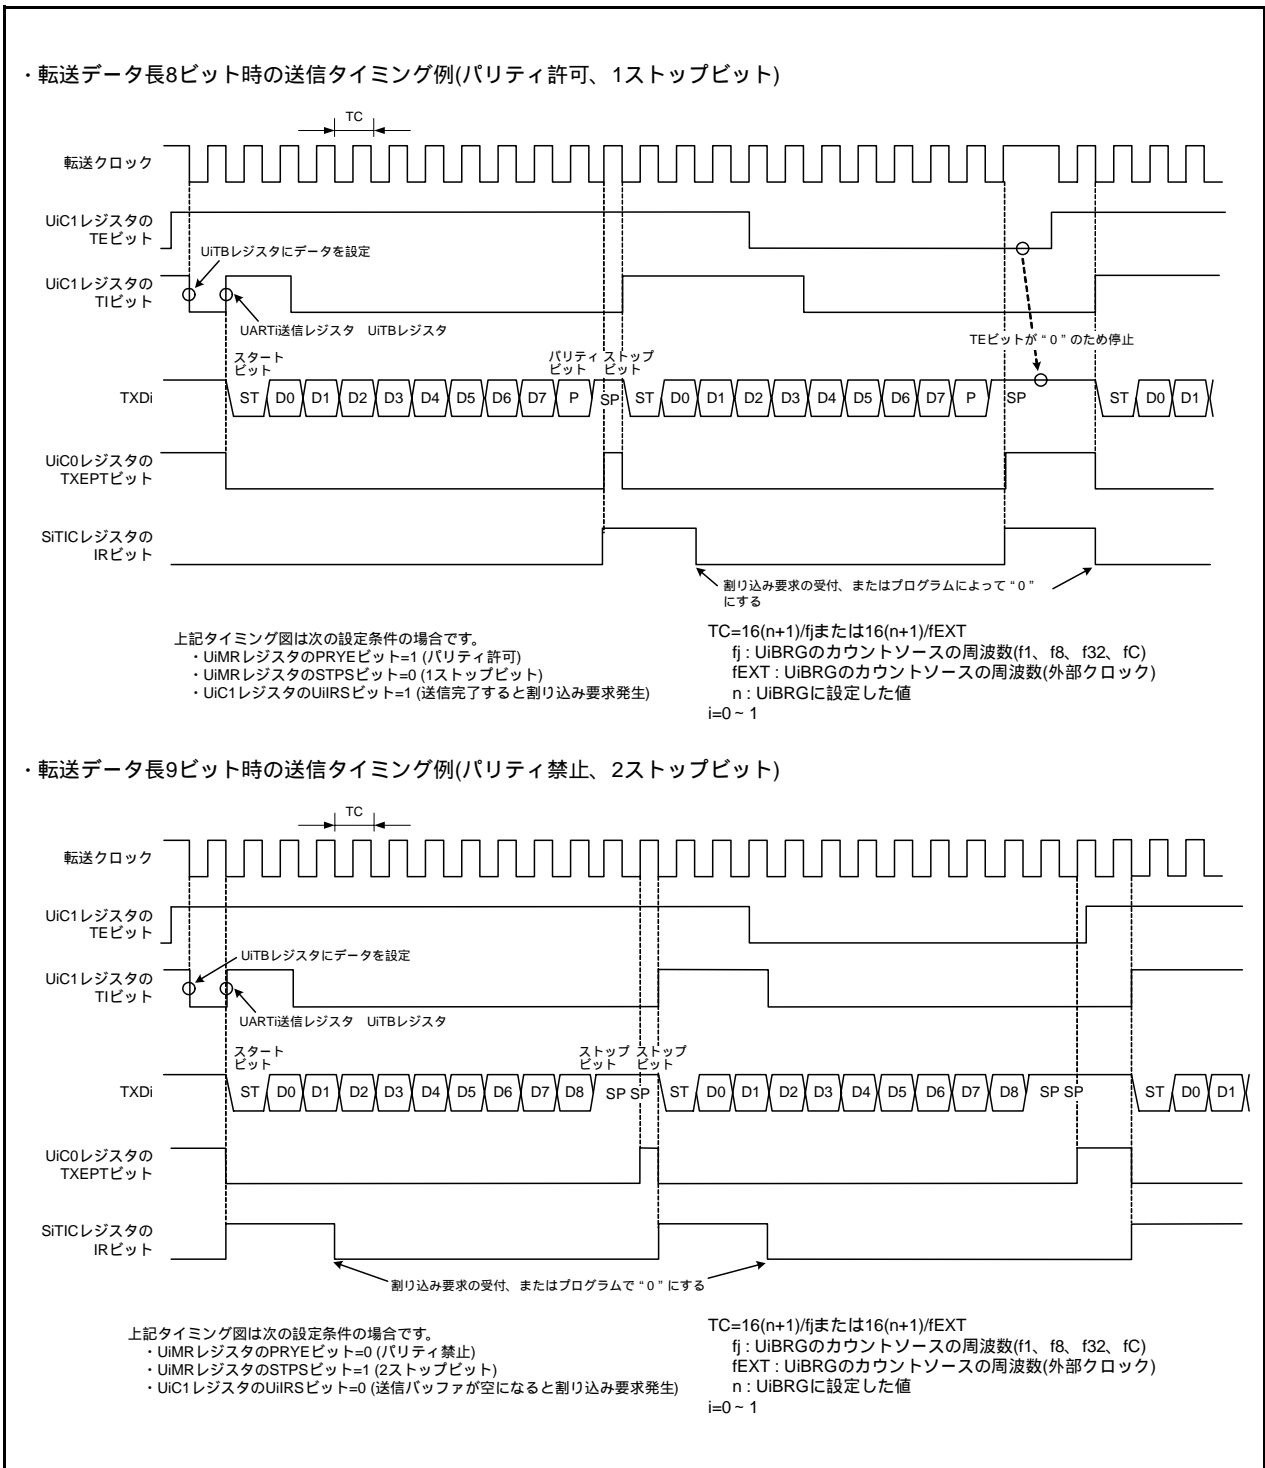 ・転送データ長8ビット時の送信タイミング例(パリティ許可、1ストップビット)
TC
転送クロック
UiC1レジスタの
TEビット
UiTBレジスタにデータを設定
UiC1レジスタの
TIビット
UARTi送信レジスタ　UiTBレジスタ
TEビットが“0”のため停止
スタート
ビット
パリティ
ビット
ストップ
ビット
TXDi
ST D0 D1 D2 D3 D4 D5 D6 D7 P SP ST D0 D1 D2 D3 D4 D5 D6 D7 P SP ST D0 D1
UiC0レジスタの
TXEPTビット
SiTICレジスタの
IRビット
割り込み要求の受付、またはプログラムによって“0”
にする
上記タイミング図は次の設定条件の場合です。
・UiMRレジスタのPRYEビット=1 (パリティ許可)
・UiMRレジスタのSTPSビット=0 (1ストップビット)
・UiC1レジスタのUiIRSビット=1 (送信完了すると割り込み要求発生)
TC=16(n+1)/fjまたは16(n+1)/fEXT
fj : UiBRGのカウントソースの周波数(f1、f8、f32、fC)
fEXT : UiBRGのカウントソースの周波数(外部クロック)
n : UiBRGに設定した値
i=0 ~ 1
・転送データ長9ビット時の送信タイミング例(パリティ禁止、2ストップビット)
TC
転送クロック
UiC1レジスタの
TEビット
UiTBレジスタにデータを設定
UiC1レジスタの
TIビット
UARTi送信レジスタ　UiTBレジスタ
スタート
ビット
ストップ
ビット
ストップ
ビット
TXDi
ST D0 D1 D2 D3 D4 D5 D6 D7 D8 SP SP ST D0 D1 D2 D3 D4 D5 D6 D7 D8 SP SP ST D0 D1
UiC0レジスタの
TXEPTビット
SiTICレジスタの
IRビット
割り込み要求の受付、またはプログラムで“0”にする
上記タイミング図は次の設定条件の場合です。
・UiMRレジスタのPRYEビット=0 (パリティ禁止)
・UiMRレジスタのSTPSビット=1 (2ストップビット)
・UiC1レジスタのUiIRSビット=0 (送信バッファが空になると割り込み要求発生)
TC=16(n+1)/fjまたは16(n+1)/fEXT
fj : UiBRGのカウントソースの周波数(f1、f8、f32、fC)
fEXT : UiBRGのカウントソースの周波数(外部クロック)
n : UiBRGに設定した値
i=0 ~ 1